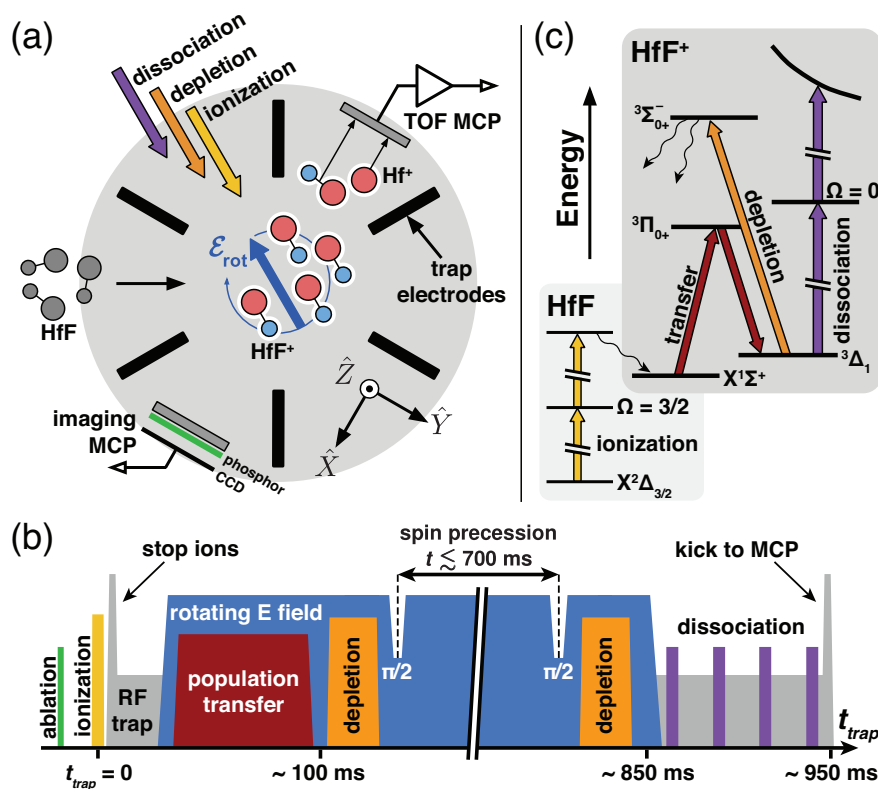 (a)
dissociation
depletion
ionization
TOF MCP
Hf⁺
ℰrot
trap
electrodes
HfF
HfF⁺
Ẑ
Ŷ
X̂
imaging
MCP
phosphor
CCD
(c)
HfF⁺
Energy
³Σ⁻₀₊
³Π₀₊
Ω = 0
transfer
depletion
dissociation
³Δ₁
X¹Σ⁺
HfF
Ω = 3/2
ionization
X²Δ₃/₂
(b)
stop ions
spin precession
t ≲ 700 ms
kick to MCP
rotating E field
dissociation
ablation
ionization
RF
trap
population
transfer
depletion
π/2
π/2
depletion
t_trap
t_trap = 0
~ 100 ms
~ 850 ms
~ 950 ms